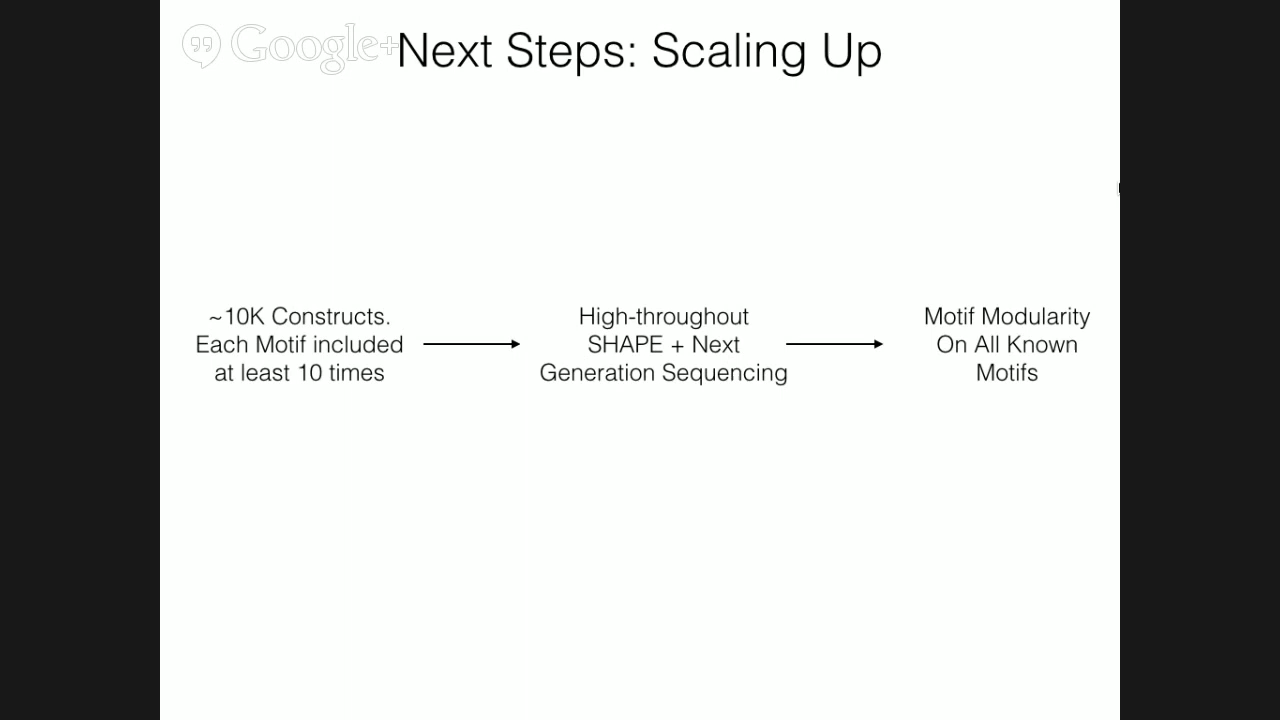 Google+
Next Steps: Scaling Up
~10K Constructs.
Each Motif included
at least 10 times
High-throughout
SHAPE + Next
Generation Sequencing
Motif Modularity
On All Known
Motifs